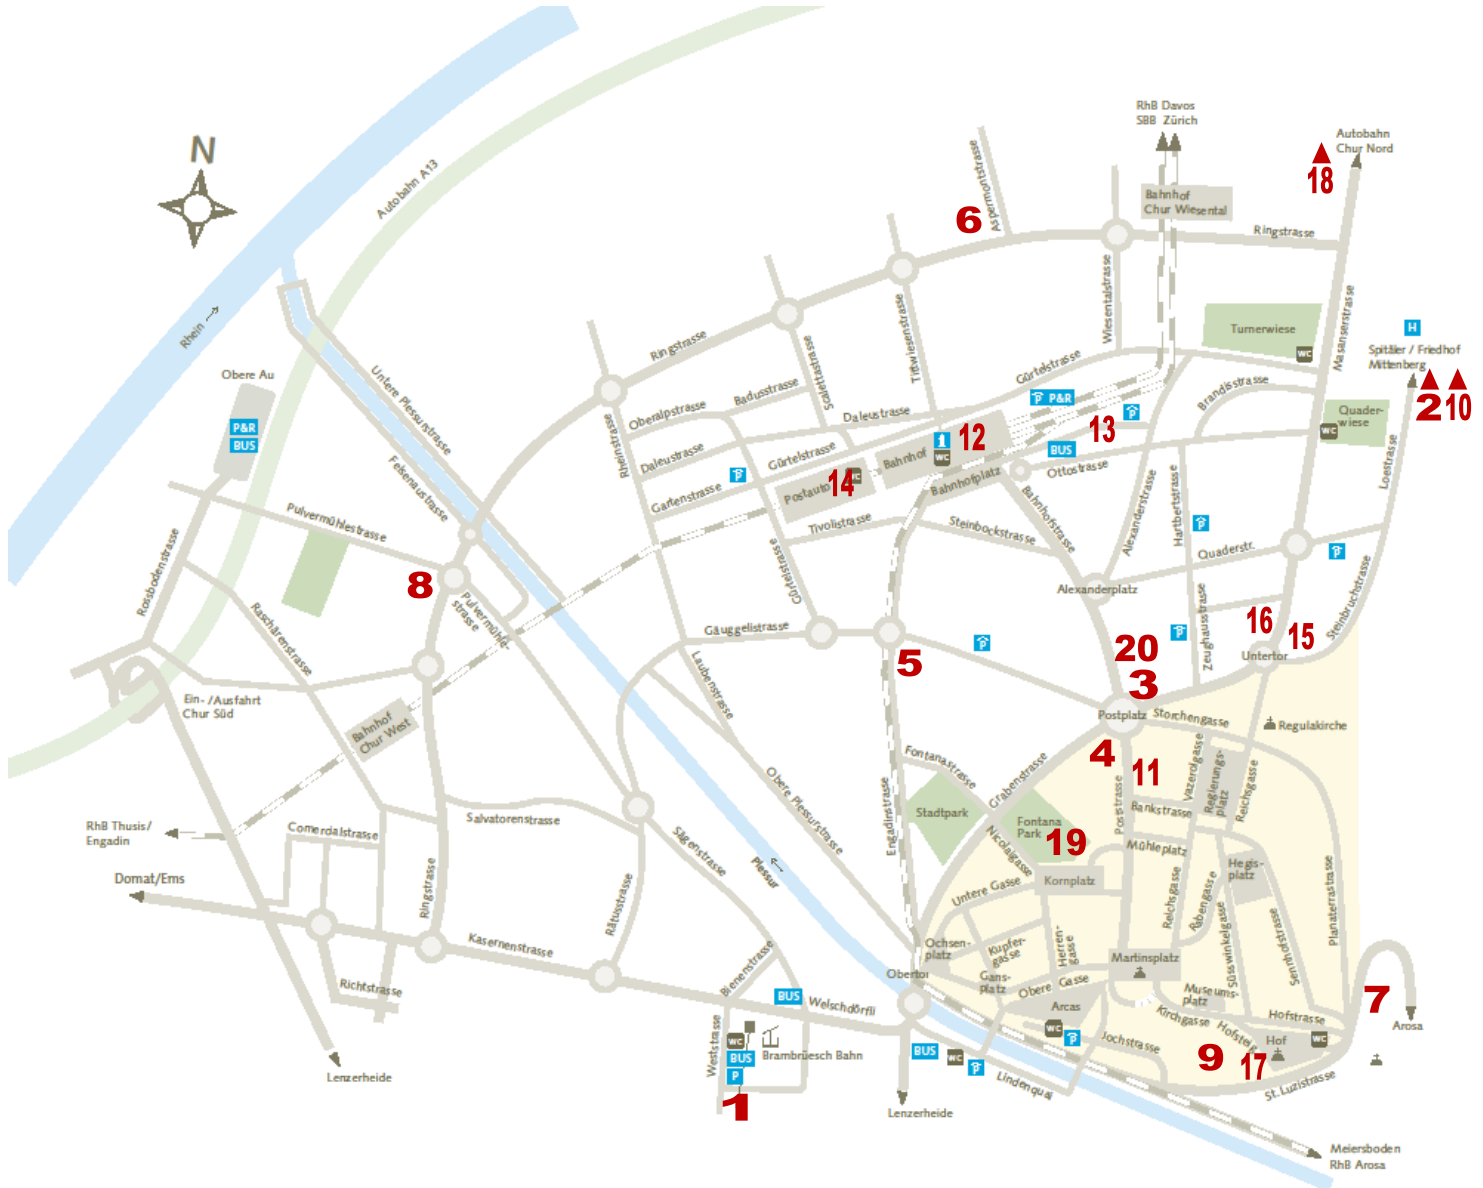 RhB Davos
SBB Zürich
Autobahn
Chur Nord
N
18
Autobahn A13
Bahnhof
Chur Wiesental
Aspermontstrasse
6
Ringstrasse
Rhein
Wiesentalstrasse
Masanserstrasse
Turnerwiese
WC
H
Spitäler / Friedhof
Mittenberg
2
10
Obere Au
P&R
BUS
Untere Plessurstrasse
Ringstrasse
Scalettastrasse
Tittwiesenstrasse
Gürtelstrasse
Brandisstrasse
P P&R
P
Quader-
wiese
WC
Badusstrasse
Oberalpstrasse
Daleustrasse
Rheinstrasse
Daleustrasse
Gürtelstrasse
i
12
13
Bahnhof
WC
BUS
Ottostrasse
Loestrasse
Felsenaustrasse
P
Gartenstrasse
Postauto
14
WC
Bahnhofplatz
Pulvermühlestrasse
Tivolistrasse
Steinbockstrasse
Bahnhofstrasse
Alexanderstrasse
Hartbertstrasse
P
Quaderstr.
P
Rossbodenstrasse
8
Gürtelstrasse
Alexanderplatz
Raschärenstrasse
Pulvermühle-
strasse
Gäuggelistrasse
Zeughausstrasse
Steinbruchstrasse
16
15
P
P
Untertor
5
20
3
Laubenstrasse
Ein- /Ausfahrt
Chur Süd
Bahnhof
Chur West
Postplatz
Storchengasse
Regulakirche
4
11
Fontanastrasse
Grabenstrasse
Vazerolgasse
Regierungs-
platz
Reichsgasse
Obere Plessurstrasse
Engadinstrasse
Poststrasse
Bankstrasse
Stadtpark
Fontana
Park
19
RhB Thusis/
Engadin
Comercialstrasse
Salvatorenstrasse
Sägenstrasse
Nicolaigasse
Mühleplatz
Plessur
Hegis-
platz
Domat/Ems
Ringstrasse
Rätusstrasse
Untere Gasse
Kornplatz
Reichsgasse
Rabengasse
Süsswinkelgasse
Sennhofstrasse
Planaterrastrasse
Kasernenstrasse
Bienenstrasse
Ochsen-
platz
Kupfer-
gasse
Herren-
gasse
Martinsplatz
Obertor
Gans-
platz
Obere Gasse
Richtstrasse
BUS
Welschdörfli
Arcas
Museums-
platz
Kirchgasse
Hofstrasse
7
Arosa
Weststrasse
WC
BUS
P
Brambrüesch Bahn
1
BUS
WC
P
WC
P
Jochstrasse
Hofsteig
Hof
WC
9
17
St. Luzistrasse
Lindenquai
Lenzerheide
Lenzerheide
Meiersboden
RhB Arosa